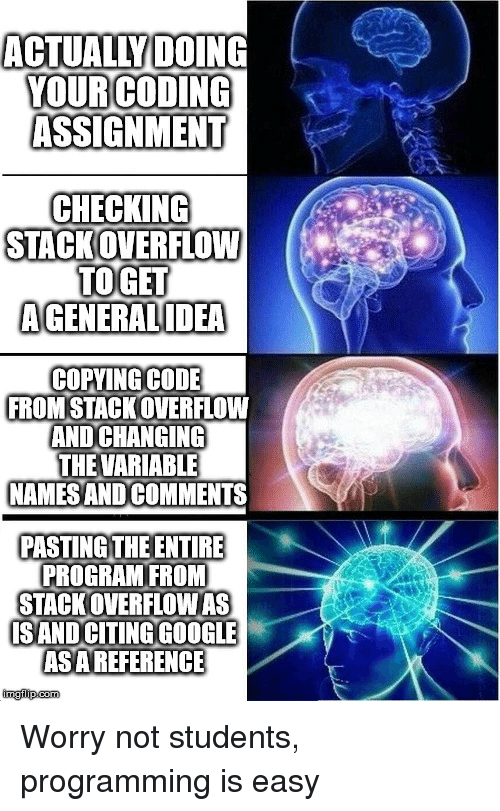 ACTUALLY DOING
YOUR CODING
ASSIGNMENT
CHECKING
STACK OVERFLOW
TO GET
A GENERAL IDEA
COPYING CODE
FROM STACK OVERFLOW
AND CHANGING
THE VARIABLE
NAMES AND COMMENTS
PASTING THE ENTIRE
PROGRAM FROM
STACK OVERFLOW AS
IS AND CITING GOOGLE
AS A REFERENCE
imgflip.com
Worry not students,
programming is easy